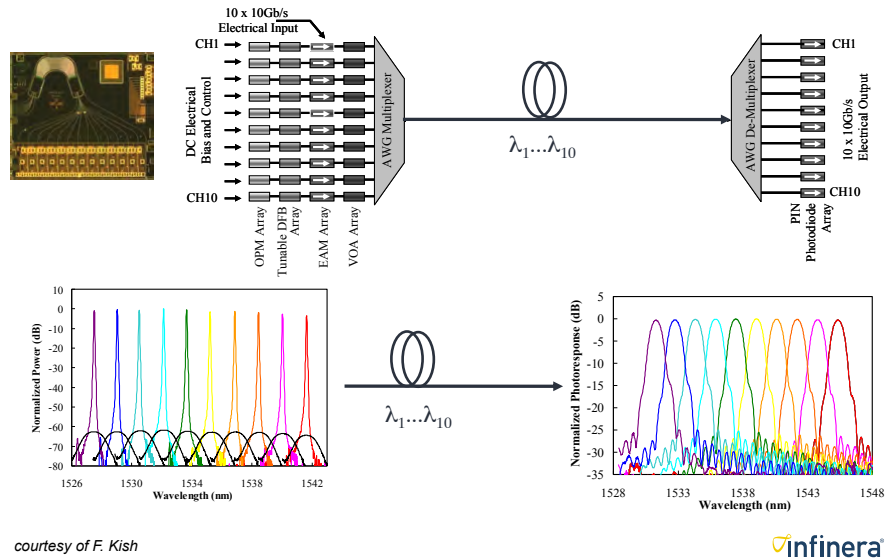 10 x 10Gb/s
Electrical Input
CH1
CH10
DC Electrical
Bias and Control
OPM Array
Tunable DFB
Array
EAM Array
VOA Array
AWG Multiplexer
λ1...λ10
AWG De-Multiplexer
CH1
CH10
10 x 10Gb/s
Electrical Output
PIN
Photodiode
Array
10
0
-10
-20
-30
-40
-50
-60
-70
-80
Normalized Power (dB)
1526
1530
1534
1538
1542
Wavelength (nm)
λ1...λ10
5
0
-5
-10
-15
-20
-25
-30
-35
Normalized Photoresponse (dB)
1528
1533
1538
1543
1548
Wavelength (nm)
courtesy of F. Kish
infinera®